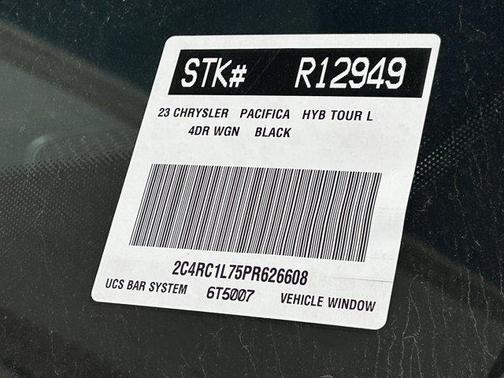 STK# R12949
23 CHRYSLER PACIFICA HYB TOUR L
4DR WGN BLACK
2C4RC1L75PR626608
UCS BAR SYSTEM 6T5007 VEHICLE WINDOW